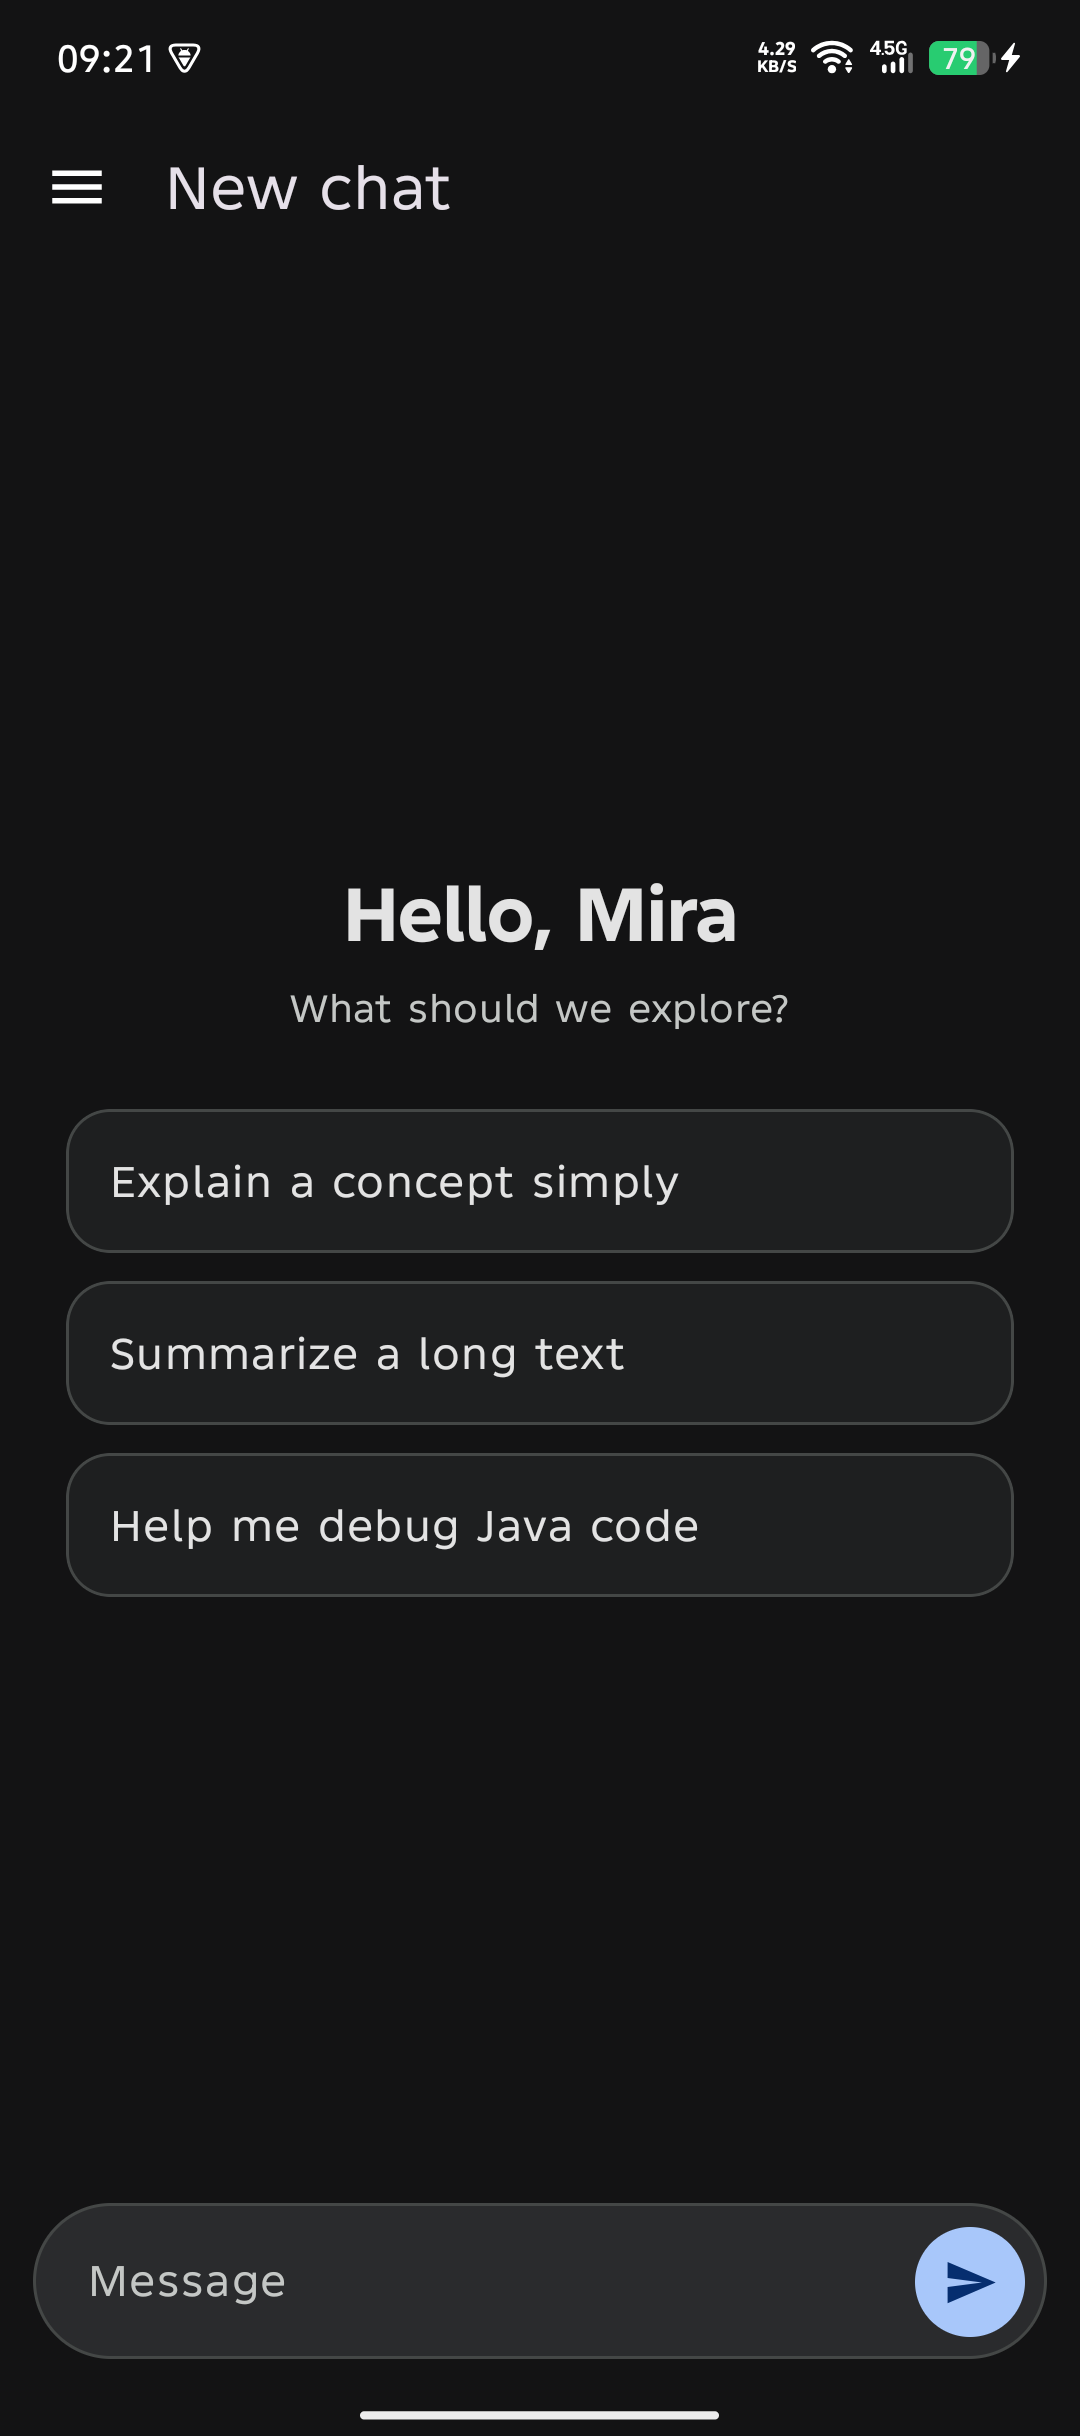 09:21
4.29
KB/S
4.5G
79
New chat
Hello, Mira
What should we explore?
Explain a concept simply
Summarize a long text
Help me debug Java code
Message